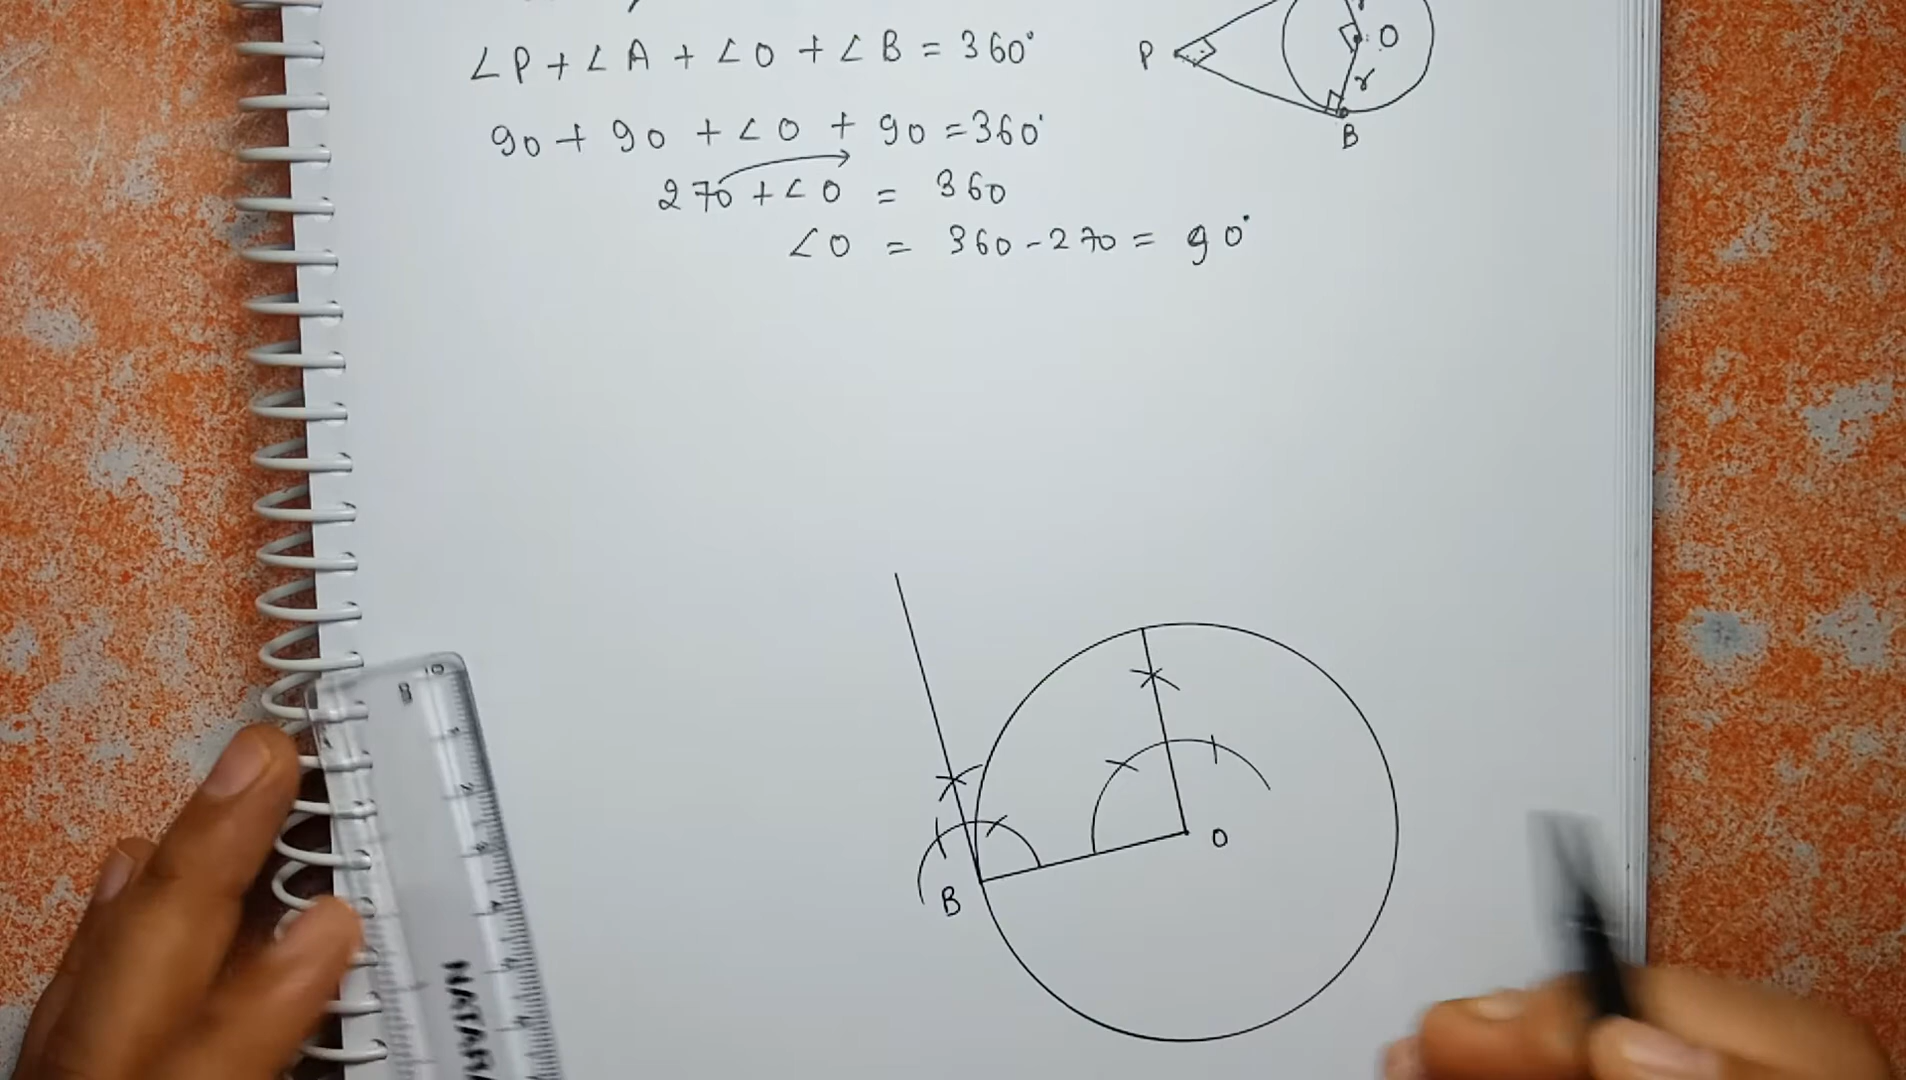 ∠P + ∠A + ∠O + ∠B = 360°
90 + 90 + ∠O + 90 = 360°
270 + ∠O = 360
∠O = 360 - 270 = 90°
P
O
r
B
B
O